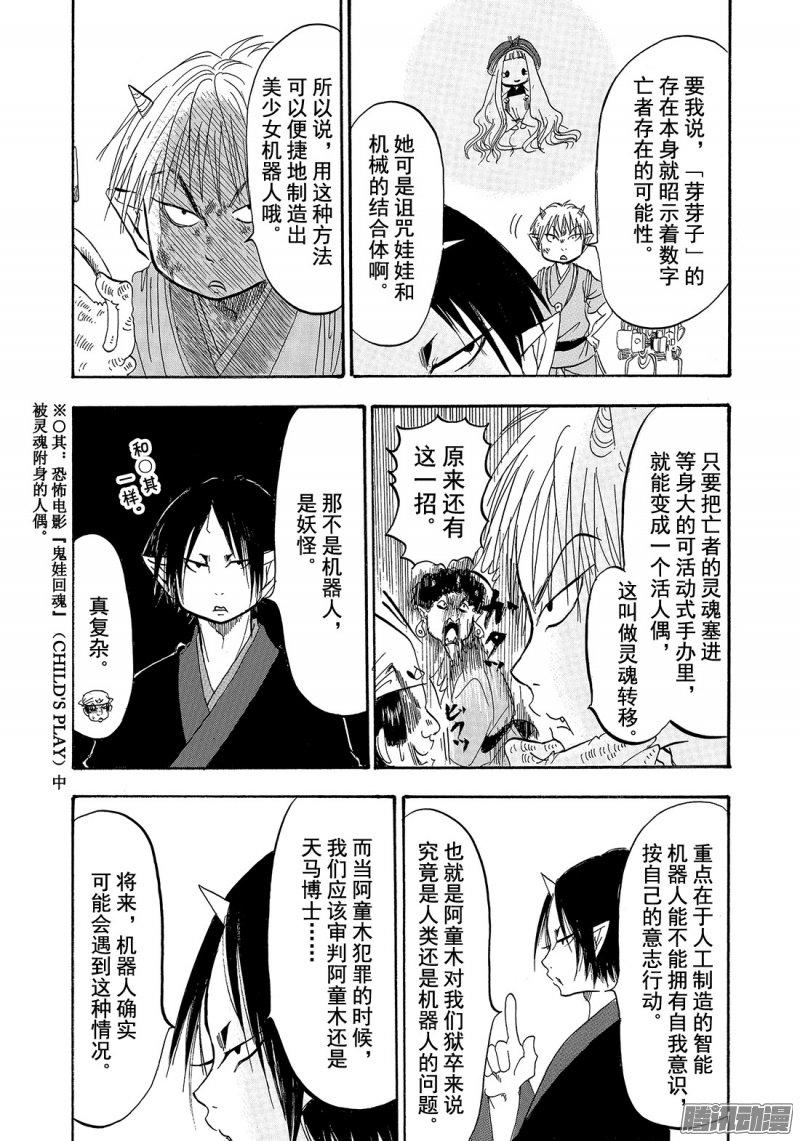 要我说，「芽芽子」的
存在本身就昭示着数字
亡者存在的可能性。
她可是诅咒娃娃和
机械的结合体啊。
所以说，用这种方法
可以便捷地制造出
美少女机器人哦。
只要把亡者的灵魂塞进
等身大的可活动式手办里，
就能变成一个活人偶，
这叫做灵魂转移。
原来还有
这一招。
ビクッ
那不是机器人，
是妖怪。
和〇其
一样。
真复杂。
※〇其：恐怖电影『鬼娃回魂』（CHILD'S PLAY）中
被灵魂附身的人偶。
重点在于人工制造的智能
机器人能不能拥有自我意识，
按自己的意志行动。
也就是阿童木对我们狱卒来说
究竟是人类还是机器人的问题。
而当阿童木犯罪的时候，
我们应该审判阿童木还是
天马博士……
将来，机器人确实
可能会遇到这种情况。
腾讯动漫